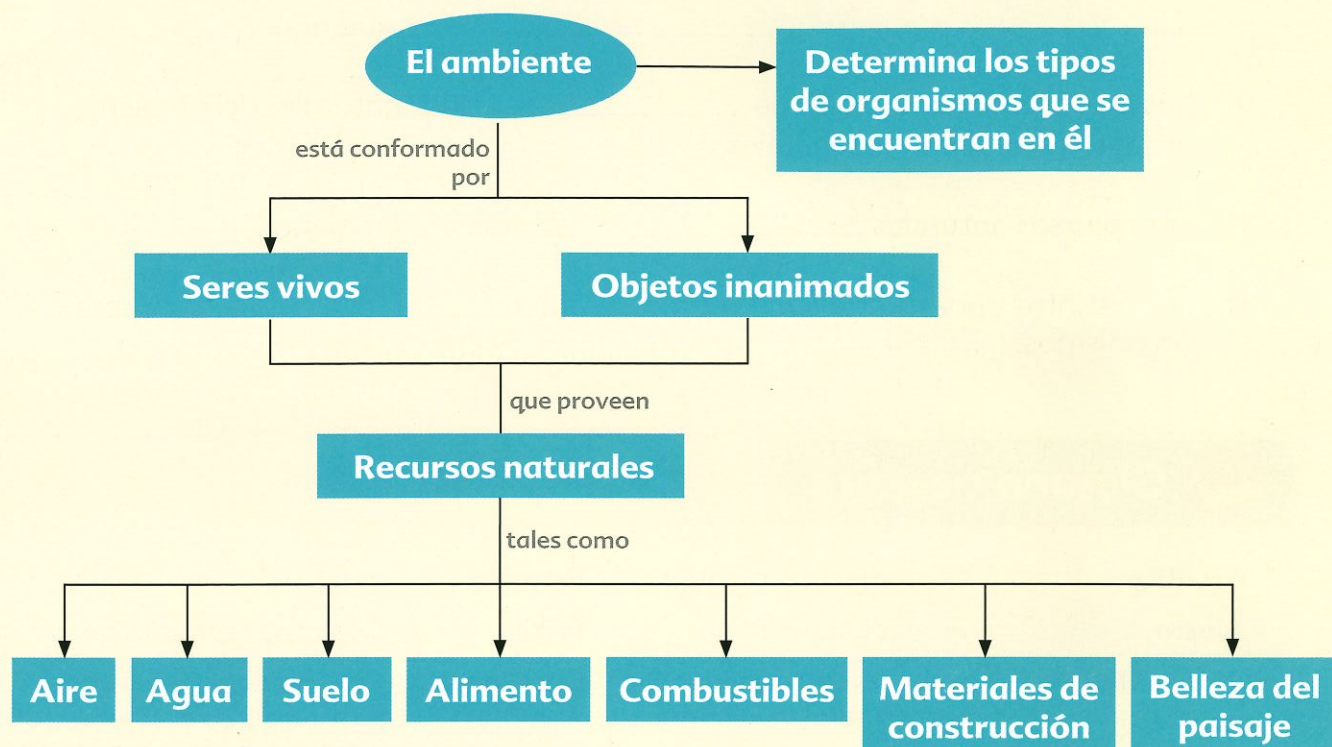 El ambiente
Determina los tipos
de organismos que se
encuentran en él
está conformado
por
Seres vivos
Objetos inanimados
que proveen
Recursos naturales
tales como
Aire
Agua
Suelo
Alimento
Combustibles
Materiales de
construcción
Belleza del
paisaje